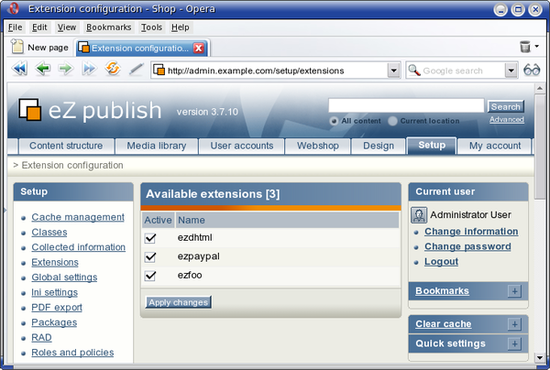 Extension configuration - Shop - Opera
File Edit View Bookmarks Tools Help
New page Extension configuratio...
http://admin.example.com/setup/extensions Google search
eZ publish version 3.7.10 Search
All content Current location Advanced
Content structure Media library User accounts Webshop Design Setup My account
> Extension configuration
Setup
Cache management
Classes
Collected information
Extensions
Global settings
Ini settings
PDF export
Packages
RAD
Roles and policies
Available extensions [3]
Active Name
ezdhtml
ezpaypal
ezfoo
Apply changes
Current user
Administrator User
Change information
Change password
Logout
Bookmarks +
Clear cache +
Quick settings +